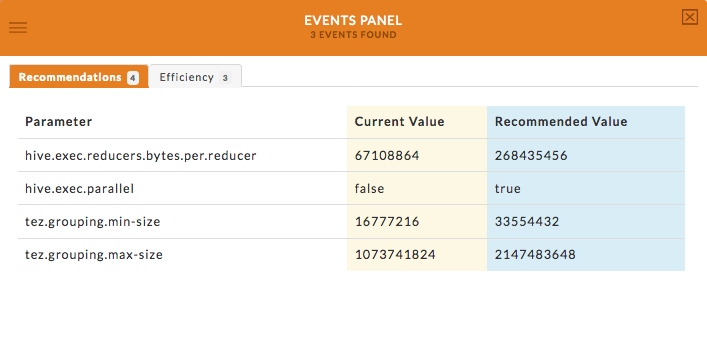 EVENTS PANEL
3 EVENTS FOUND
Recommendations 4 Efficiency 3
Parameter Current Value Recommended Value
hive.exec.reducers.bytes.per.reducer 67108864 268435456
hive.exec.parallel false true
tez.grouping.min-size 16777216 33554432
tez.grouping.max-size 1073741824 2147483648